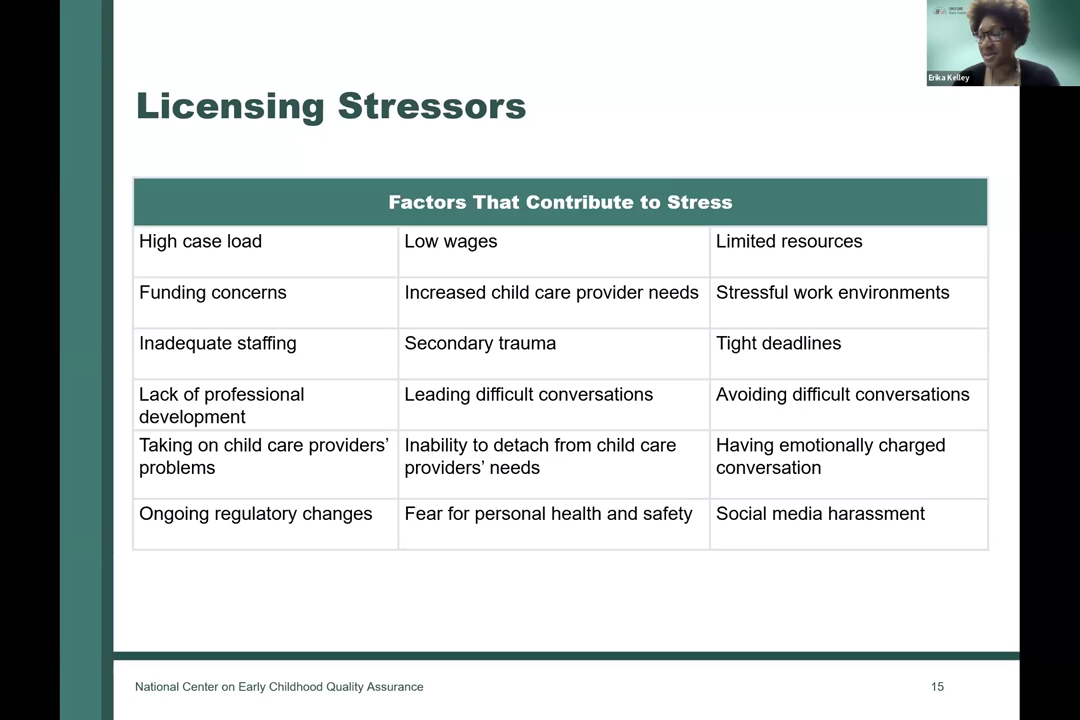 Erika Kelley
Licensing Stressors
Factors That Contribute to Stress
High case load
Low wages
Limited resources
Funding concerns
Increased child care provider needs
Stressful work environments
Inadequate staffing
Secondary trauma
Tight deadlines
Lack of professional
development
Leading difficult conversations
Avoiding difficult conversations
Taking on child care providers’
problems
Inability to detach from child care
providers’ needs
Having emotionally charged
conversation
Ongoing regulatory changes
Fear for personal health and safety
Social media harassment
National Center on Early Childhood Quality Assurance
15